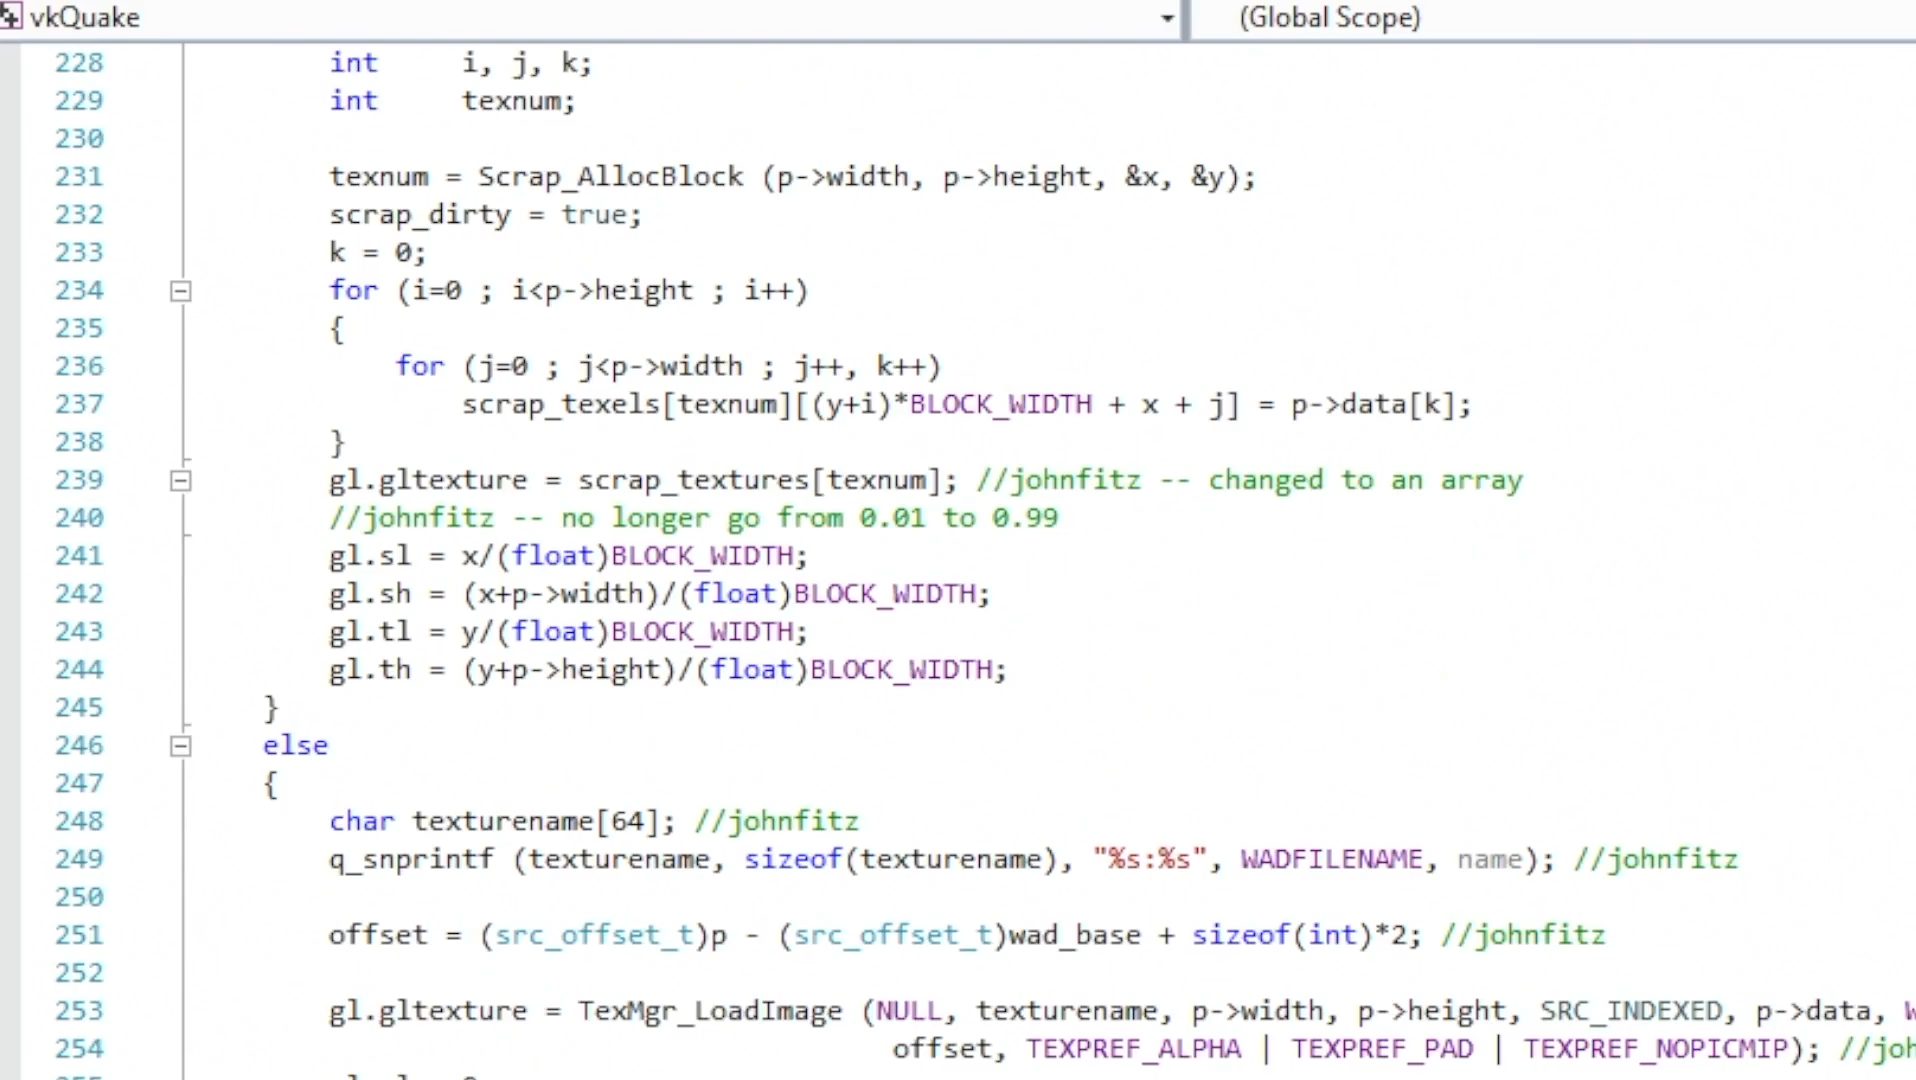 vkQuake (Global Scope)
228 int i, j, k;
229 int texnum;
230
231 texnum = Scrap_AllocBlock (p->width, p->height, &x, &y);
232 scrap_dirty = true;
233 k = 0;
234 for (i=0 ; i<p->height ; i++)
235 {
236 for (j=0 ; j<p->width ; j++, k++)
237 scrap_texels[texnum][(y+i)*BLOCK_WIDTH + x + j] = p->data[k];
238 }
239 gl.gltexture = scrap_textures[texnum]; //johnfitz -- changed to an array
240 //johnfitz -- no longer go from 0.01 to 0.99
241 gl.sl = x/(float)BLOCK_WIDTH;
242 gl.sh = (x+p->width)/(float)BLOCK_WIDTH;
243 gl.tl = y/(float)BLOCK_WIDTH;
244 gl.th = (y+p->height)/(float)BLOCK_WIDTH;
245 }
246 else
247 {
248 char texturename[64]; //johnfitz
249 q_snprintf (texturename, sizeof(texturename), "%s:%s", WADFILENAME, name); //johnfitz
250
251 offset = (src_offset_t)p - (src_offset_t)wad_base + sizeof(int)*2; //johnfitz
252
253 gl.gltexture = TexMgr_LoadImage (NULL, texturename, p->width, p->height, SRC_INDEXED, p->data,
254 offset, TEXPREF_ALPHA | TEXPREF_PAD | TEXPREF_NOPICMIP); //joh